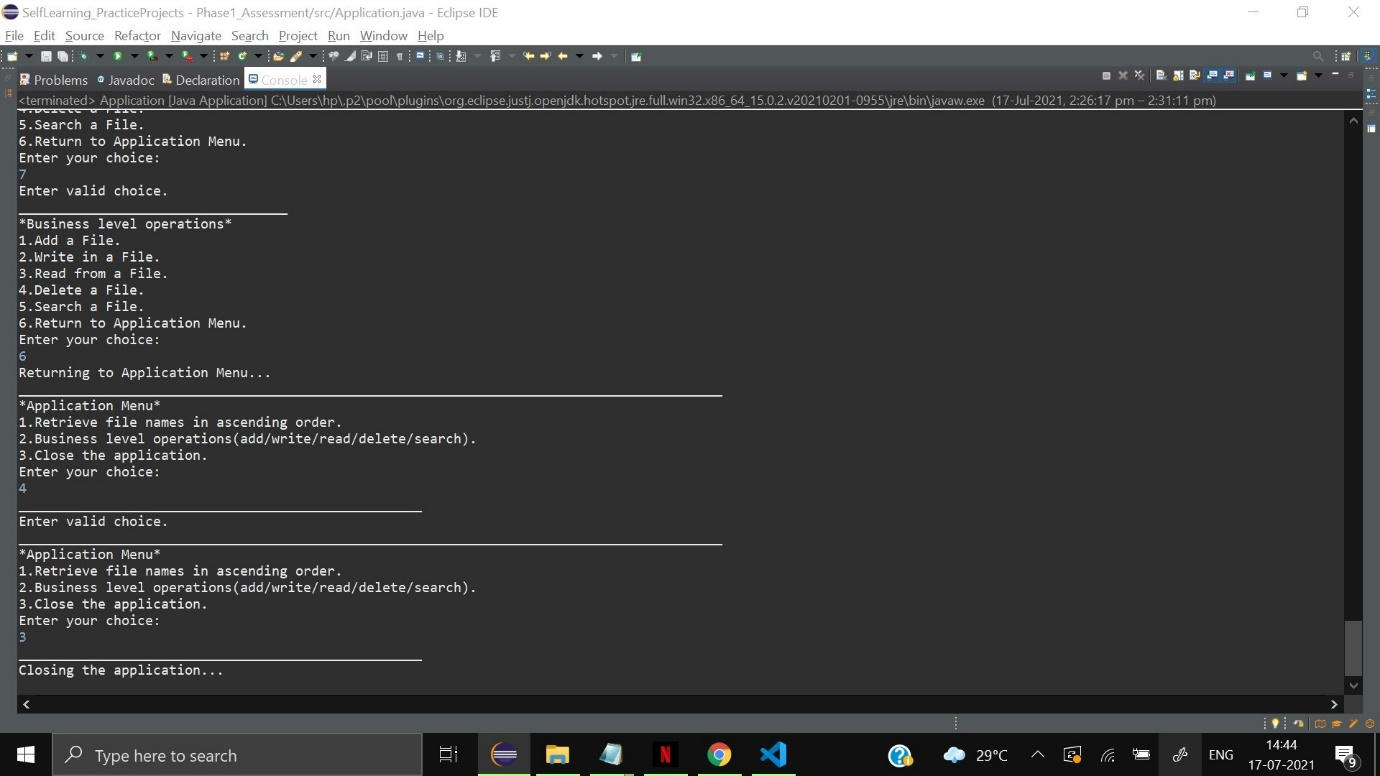 SelfLearning_PracticeProjects - Phase1_Assessment/src/Application.java - Eclipse IDE
File Edit Source Refactor Navigate Search Project Run Window Help
Problems Javadoc Declaration Console
<terminated> Application [Java Application] C:\Users\hp\.p2\pool\plugins\org.eclipse.justj.openjdk.hotspot.jre.full.win32.x86_64_15.0.2.v20210201-0955\jre\bin\javaw.exe (17-Jul-2021, 2:26:17 pm – 2:31:11 pm)
4.Delete a File.
5.Search a File.
6.Return to Application Menu.
Enter your choice:
7
Enter valid choice.
*Business level operations*
1.Add a File.
2.Write in a File.
3.Read from a File.
4.Delete a File.
5.Search a File.
6.Return to Application Menu.
Enter your choice:
6
Returning to Application Menu...
*Application Menu*
1.Retrieve file names in ascending order.
2.Business level operations(add/write/read/delete/search).
3.Close the application.
Enter your choice:
4
Enter valid choice.
*Application Menu*
1.Retrieve file names in ascending order.
2.Business level operations(add/write/read/delete/search).
3.Close the application.
Enter your choice:
3
Closing the application...
Type here to search
29°C
ENG
14:44
17-07-2021
9